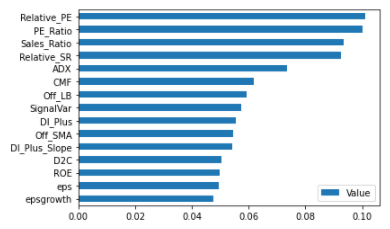 Relative_PE
PE_Ratio
Sales_Ratio
Relative_SR
ADX
CMF
Off_LB
SignalVar
DI_Plus
Off_SMA
DI_Plus_Slope
D2C
ROE
eps
epsgrowth
Value
0.00 0.02 0.04 0.06 0.08 0.10